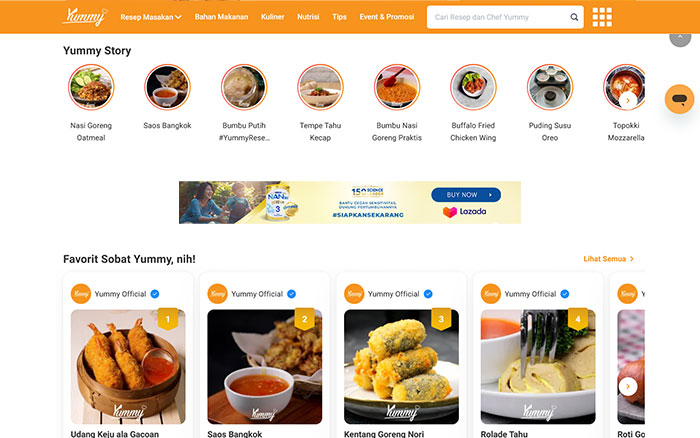 Yummy
Resep Masakan
Bahan Makanan
Kuliner
Nutrisi
Tips
Event & Promosi
Cari Resep dan Chef Yummy
Yummy Story
Nasi Goreng
Oatmeal
Saos Bangkok
Bumbu Putih
#YummyRese...
Tempe Tahu
Kecap
Bumbu Nasi
Goreng Praktis
Buffalo Fried
Chicken Wing
Puding Susu
Oreo
Topokki
Mozzarella
NAN
3
150
SCIENCE
BANTU CEGAH SENSITIVITAS,
DUKUNG PERTUMBUHANNYA
#SIAPKANSEKARANG
BUY NOW
Lazada
Favorit Sobat Yummy, nih!
Lihat Semua
Yummy Official
1
Yummy
Udang Keju ala Gacoan
Yummy Official
2
Yummy
Saos Bangkok
Yummy Official
3
Yummy
Kentang Goreng Nori
Yummy Official
4
Yummy
Rolade Tahu
Yumm
Roti Go